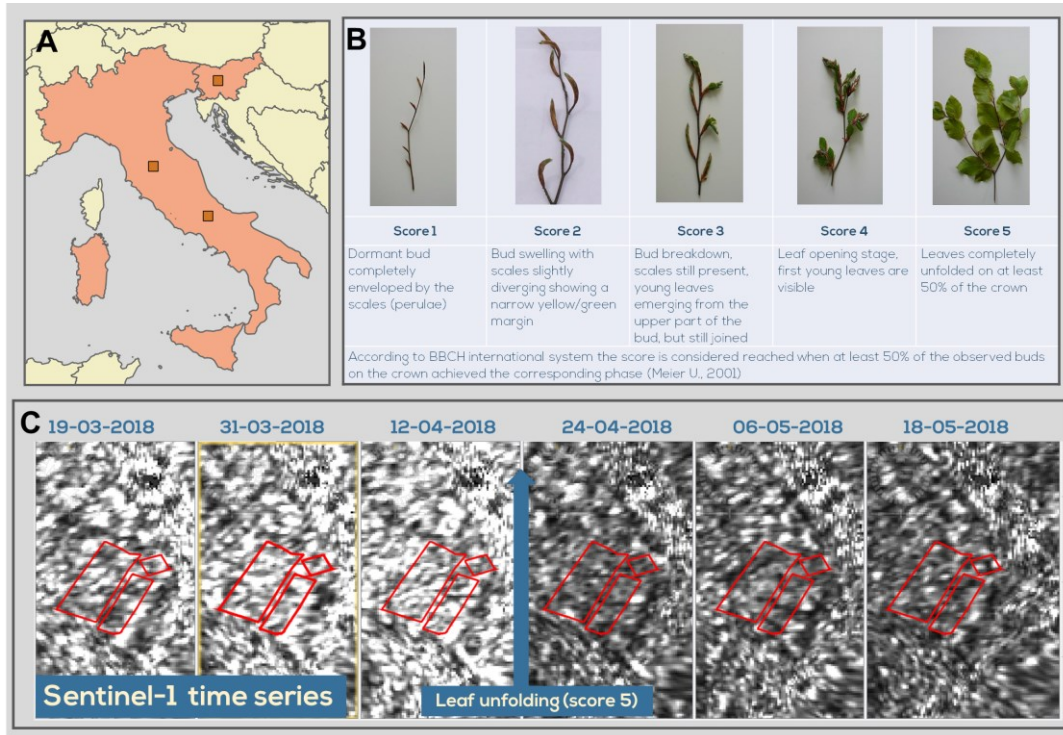 A
B
Score 1
Score 2
Score 3
Score 4
Score 5
Dormant bud
completely
enveloped by the
scales (perulae)
Bud swelling with
scales slightly
diverging showing a
narrow yellow/green
margin
Bud breakdown,
scales still present,
young leaves
emerging from the
upper part of the
bud, but still joined
Leaf opening stage,
first young leaves are
visible
Leaves completely
unfolded on at least
50% of the crown
According to BBCH international system the score is considered reached when at least 50% of the observed buds
on the crown achieved the corresponding phase (Meier U., 2001)
C
19-03-2018
31-03-2018
12-04-2018
24-04-2018
06-05-2018
18-05-2018
Sentinel-1 time series
Leaf unfolding (score 5)